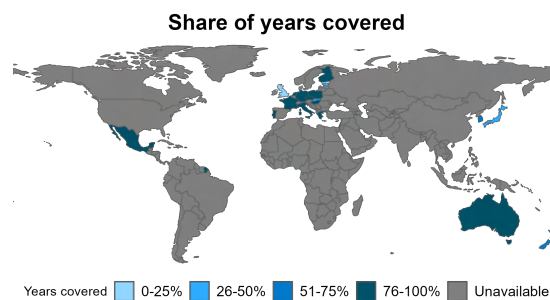 Share of years covered
Years covered 0-25% 26-50% 51-75% 76-100% Unavailable